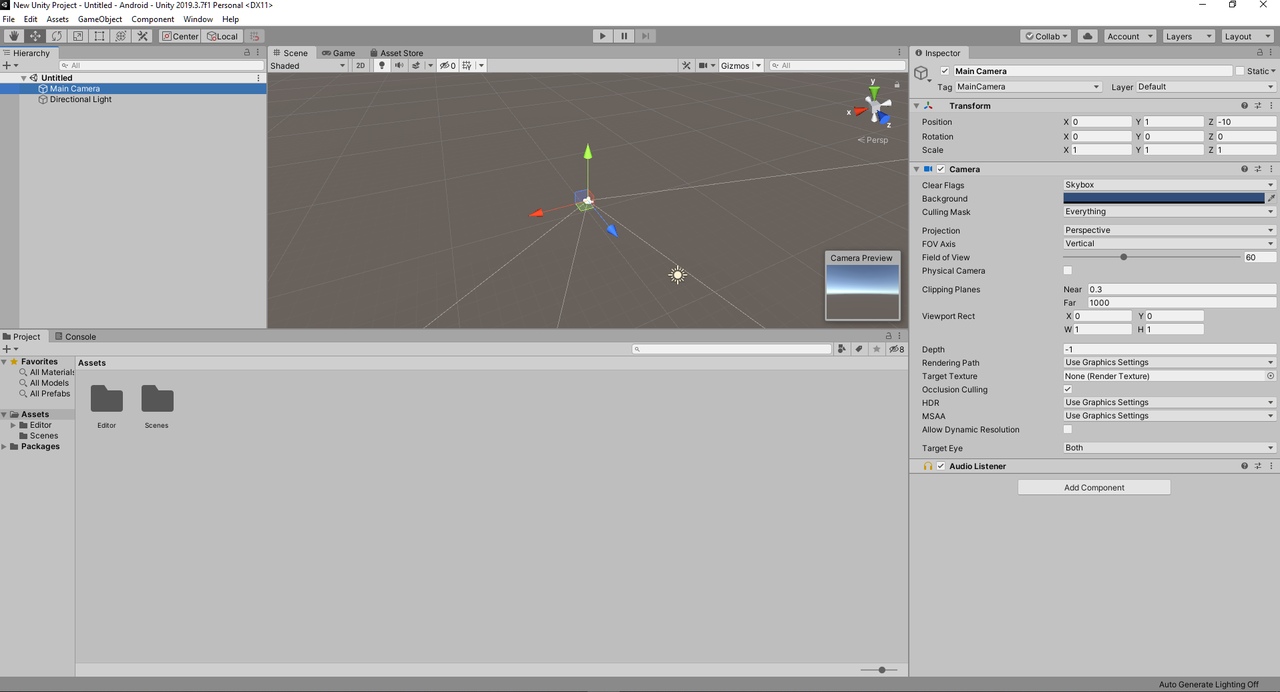 New Unity Project - Untitled - Android - Unity 2019.3.7f1 Personal <DX11>
File Edit Assets GameObject Component Window Help
Center Local Collab Account Layers Layout
Hierarchy
All
Untitled
Main Camera
Directional Light
Scene Game Asset Store
Shaded 2D 0 Gizmos All
y
x
z
Persp
Camera Preview
Inspector
Main Camera Static
Tag MainCamera Layer Default
Transform
Position X 0 Y 1 Z -10
Rotation X 0 Y 0 Z 0
Scale X 1 Y 1 Z 1
Camera
Clear Flags Skybox
Background
Culling Mask Everything
Projection Perspective
FOV Axis Vertical
Field of View 60
Physical Camera
Clipping Planes Near 0.3
Far 1000
Viewport Rect X 0 Y 0
W 1 H 1
Depth -1
Rendering Path Use Graphics Settings
Target Texture None (Render Texture)
Occlusion Culling
HDR Use Graphics Settings
MSAA Use Graphics Settings
Allow Dynamic Resolution
Target Eye Both
Audio Listener
Add Component
Project Console
8
Favorites
All Materials
All Models
All Prefabs
Assets
Editor
Scenes
Packages
Assets
Editor Scenes
Auto Generate Lighting Off